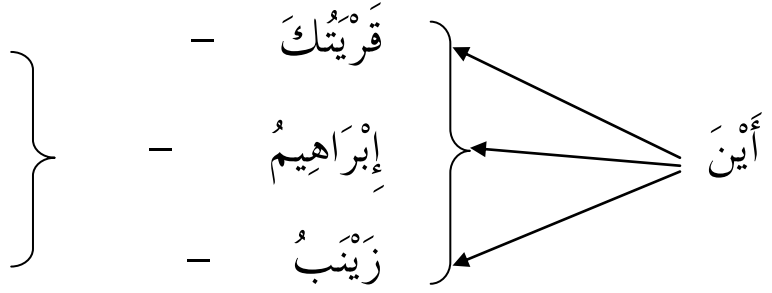 قَرْيَتُكَ –
أَيْنَ
إِبْرَاهِيمُ –
زَيْنَبُ –